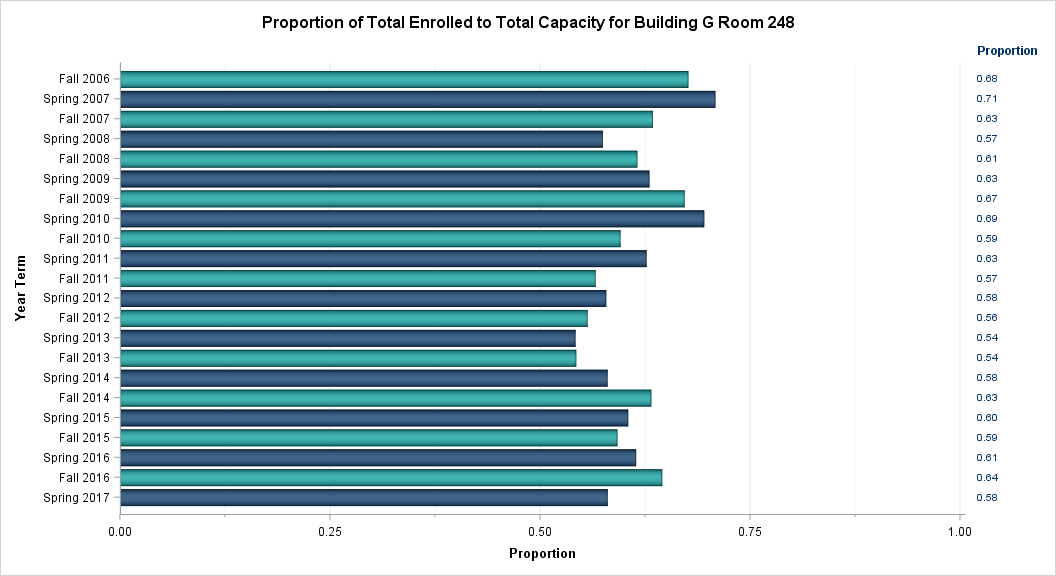 Proportion of Total Enrolled to Total Capacity for Building G Room 248
Proportion
Fall 2006 0.68
Spring 2007 0.71
Fall 2007 0.63
Spring 2008 0.57
Fall 2008 0.61
Spring 2009 0.63
Fall 2009 0.67
Spring 2010 0.69
Fall 2010 0.59
Spring 2011 0.63
Fall 2011 0.57
Spring 2012 0.58
Fall 2012 0.56
Spring 2013 0.54
Fall 2013 0.54
Spring 2014 0.58
Fall 2014 0.63
Spring 2015 0.60
Fall 2015 0.59
Spring 2016 0.61
Fall 2016 0.64
Spring 2017 0.58
Year Term
0.00 0.25 0.50 0.75 1.00
Proportion